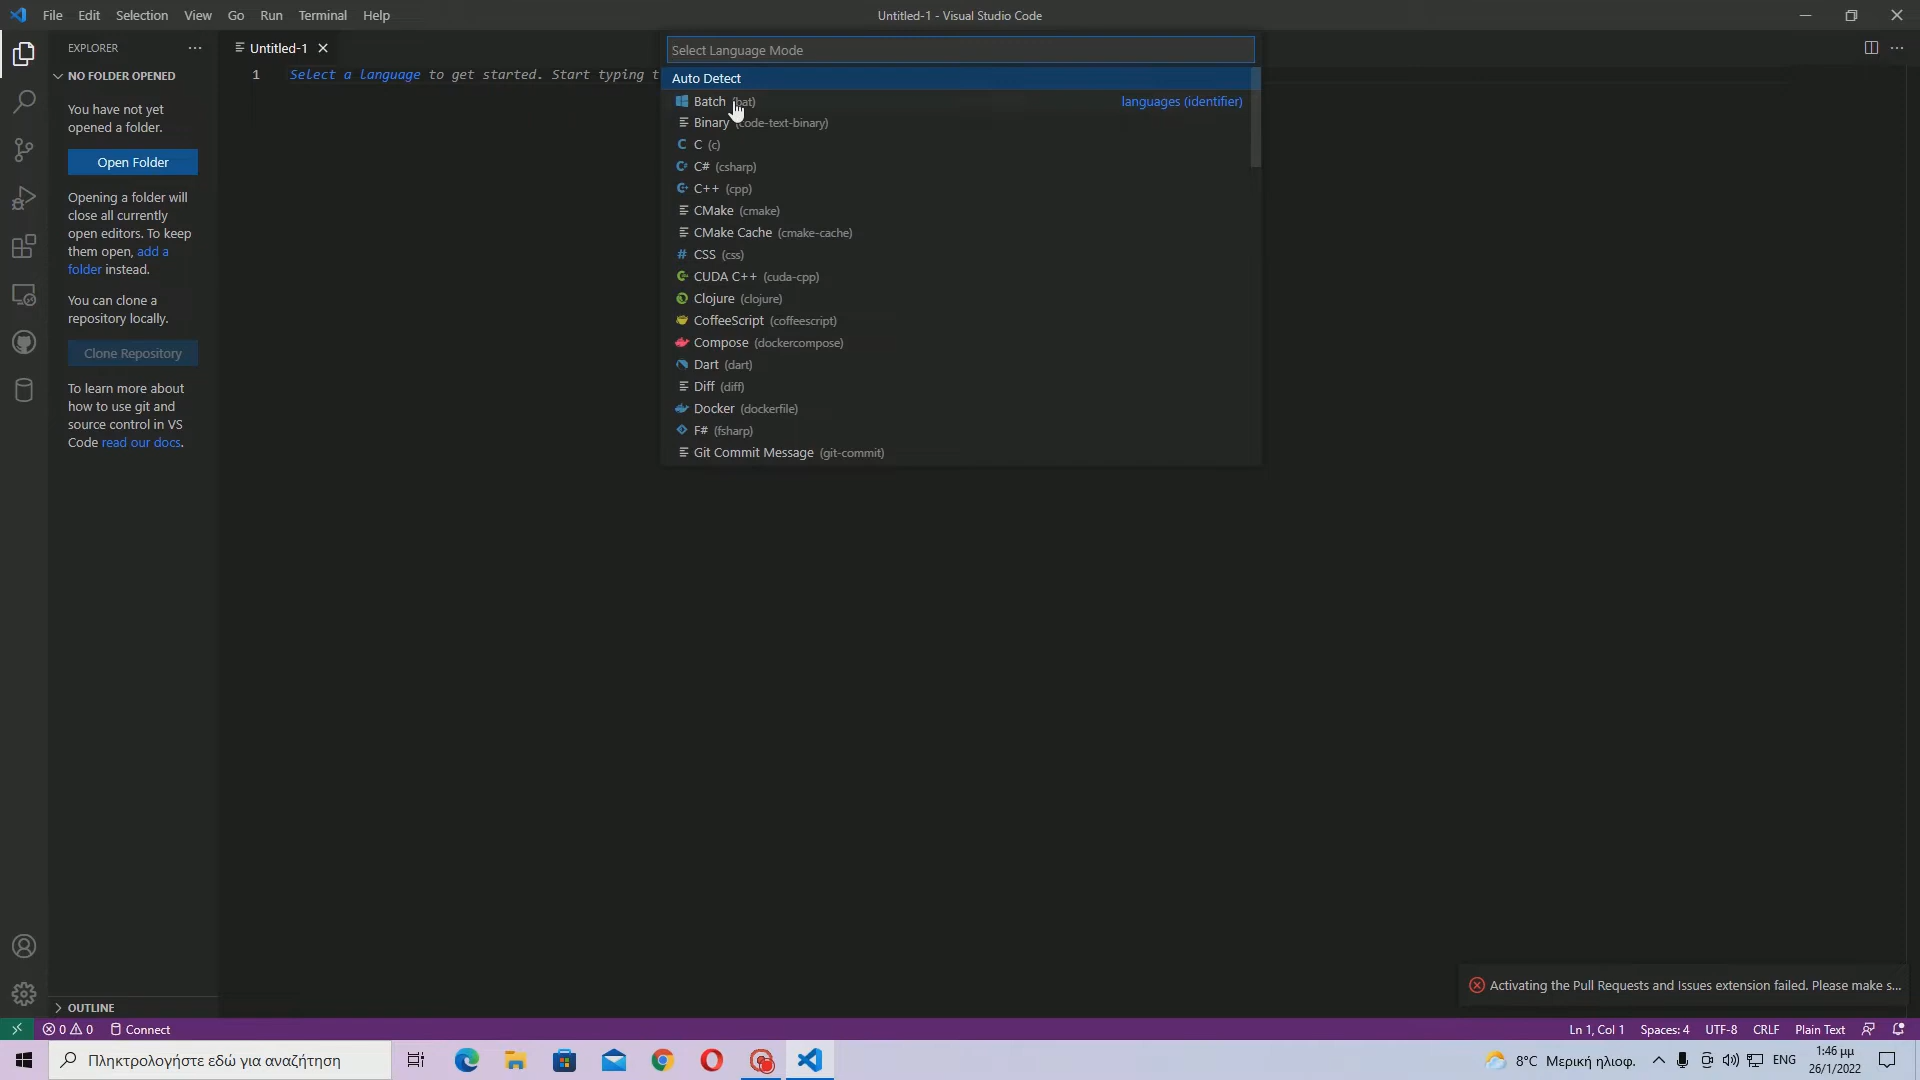 File Edit Selection View Go Run Terminal Help
Untitled-1 - Visual Studio Code
EXPLORER
NO FOLDER OPENED
You have not yet
opened a folder.
Open Folder
Opening a folder will
close all currently
open editors. To keep
them open, add a
folder instead.
You can clone a
repository locally.
Clone Repository
To learn more about
how to use git and
source control in VS
Code read our docs.
OUTLINE
Untitled-1
1 Select a language to get started. Start typing t
Select Language Mode
Auto Detect
Batch (bat) languages (identifier)
Binary (code-text-binary)
C (c)
C# (csharp)
C++ (cpp)
CMake (cmake)
CMake Cache (cmake-cache)
CSS (css)
CUDA C++ (cuda-cpp)
Clojure (clojure)
CoffeeScript (coffeescript)
Compose (dockercompose)
Dart (dart)
Diff (diff)
Docker (dockerfile)
F# (fsharp)
Git Commit Message (git-commit)
Activating the Pull Requests and Issues extension failed. Please make s...
0 0 Connect
Ln 1, Col 1 Spaces: 4 UTF-8 CRLF Plain Text
Πληκτρολογήστε εδώ για αναζήτηση
8°C Μερική ηλιοφ.
ENG
1:46 μμ
26/1/2022